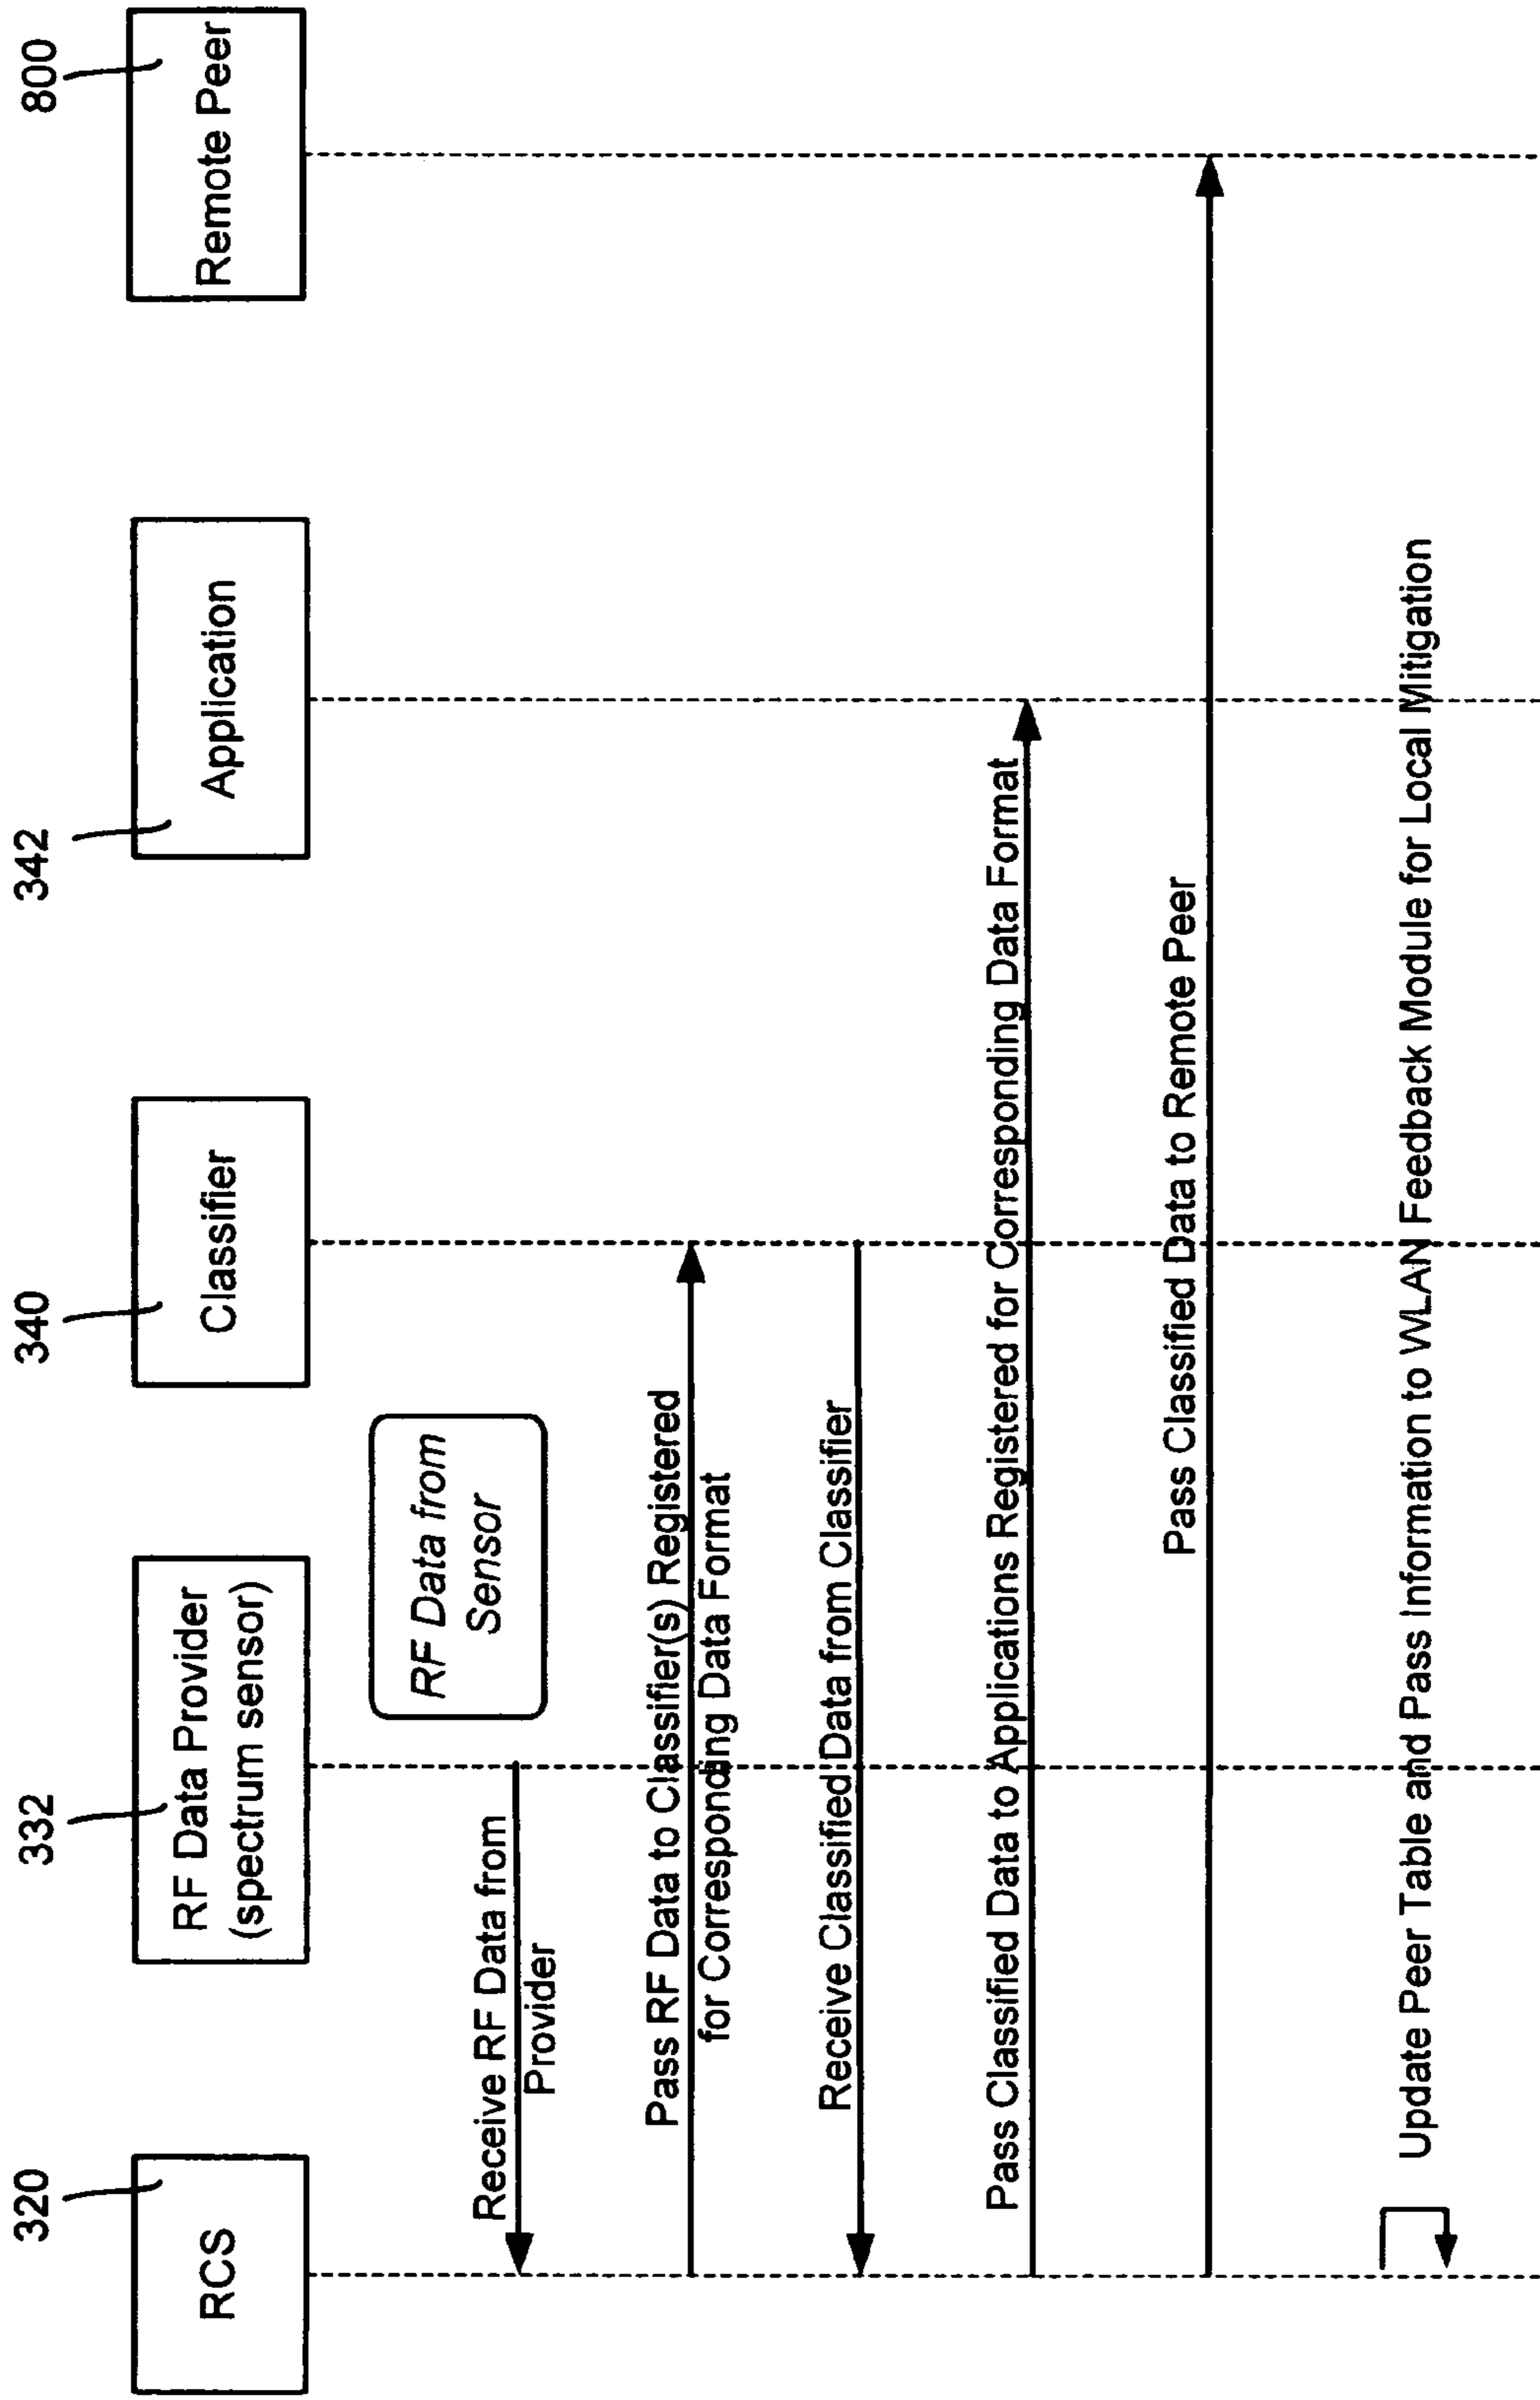 320
332
340
342
800
RCS
RF Data Provider
(spectrum sensor)
Classifier
Application
Remote Peer
RF Data from
Sensor
Receive RF Data from
Provider
Pass RF Data to Classifier(s) Registered
for Corresponding Data Format
Receive Classified Data from Classifier
Pass Classified Data to Applications Registered for Corresponding Data Format
Pass Classified Data to Remote Peer
Update Peer Table and Pass Information to WLAN Feedback Module for Local Mitigation